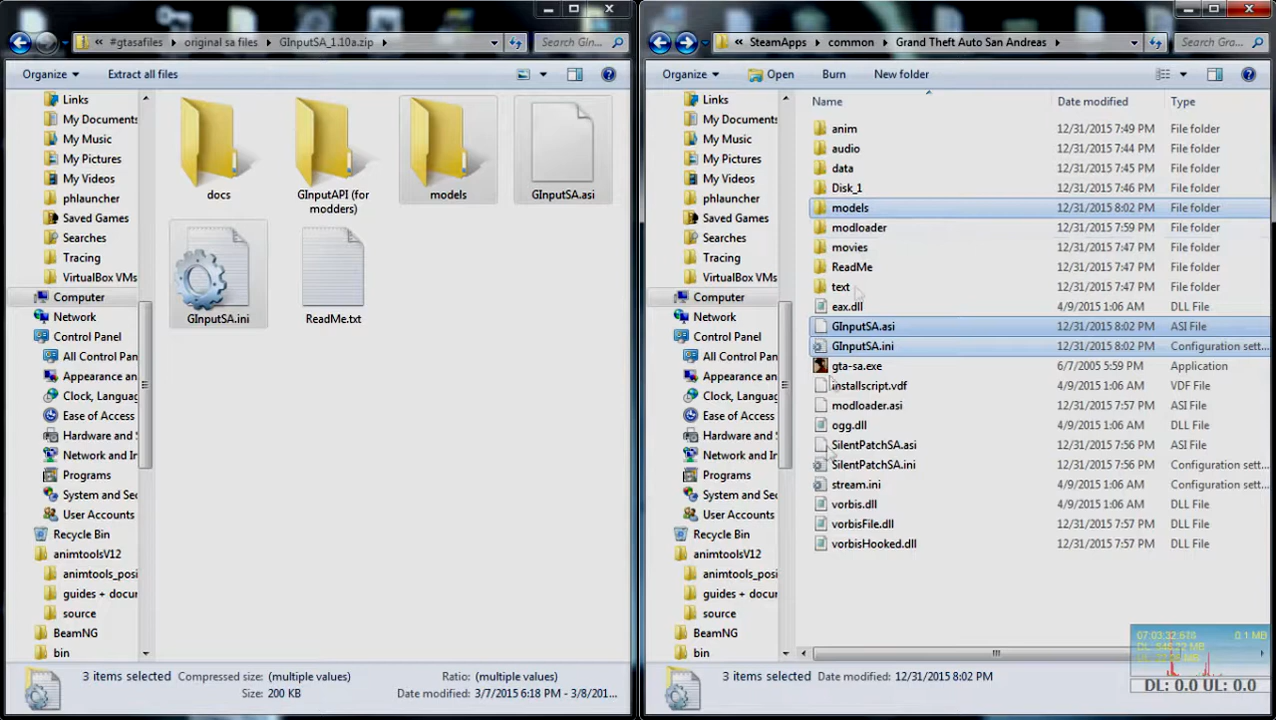 #gtasafiles original sa files GInputSA_1.10a.zip Search Gin...
Organize Extract all files
Links
My Documents
My Music
My Pictures
My Videos
phlauncher
Saved Games
Searches
Tracing
VirtualBox VMs
Computer
Network
Control Panel
All Control Pan
Appearance an
Clock, Languag
Ease of Access
Hardware and S
Network and In
Programs
System and Sec
User Accounts
Recycle Bin
animtoolsV12
animtools_posi
guides + docum
source
BeamNG
bin
docs
GInputAPI (for modders)
models
GInputSA.asi
GInputSA.ini
ReadMe.txt
3 items selected Compressed size: (multiple values) Ratio: (multiple values)
Size: 200 KB Date modified: 3/7/2015 6:18 PM - 3/8/201...
SteamApps common Grand Theft Auto San Andreas Search Gra...
Organize Open Burn New folder
Links
My Documents
My Music
My Pictures
My Videos
phlauncher
Saved Games
Searches
Tracing
VirtualBox VMs
Computer
Network
Control Panel
All Control Pan
Appearance an
Clock, Languag
Ease of Access
Hardware and S
Network and In
Programs
System and Sec
User Accounts
Recycle Bin
animtoolsV12
animtools_posi
guides + docum
source
BeamNG
bin
Name Date modified Type
anim 12/31/2015 7:49 PM File folder
audio 12/31/2015 7:44 PM File folder
data 12/31/2015 7:45 PM File folder
Disk_1 12/31/2015 7:46 PM File folder
models 12/31/2015 8:02 PM File folder
modloader 12/31/2015 7:59 PM File folder
movies 12/31/2015 7:47 PM File folder
ReadMe 12/31/2015 7:47 PM File folder
text 12/31/2015 7:47 PM File folder
eax.dll 4/9/2015 1:06 AM DLL File
GInputSA.asi 12/31/2015 8:02 PM ASI File
GInputSA.ini 12/31/2015 8:02 PM Configuration sett...
gta-sa.exe 6/7/2005 5:59 PM Application
installscript.vdf 4/9/2015 1:06 AM VDF File
modloader.asi 12/31/2015 7:57 PM ASI File
ogg.dll 4/9/2015 1:06 AM DLL File
SilentPatchSA.asi 12/31/2015 7:56 PM ASI File
SilentPatchSA.ini 12/31/2015 7:56 PM Configuration sett...
stream.ini 4/9/2015 1:06 AM Configuration sett...
vorbis.dll 4/9/2015 1:06 AM DLL File
vorbisFile.dll 12/31/2015 7:57 PM DLL File
vorbisHooked.dll 12/31/2015 7:57 PM DLL File
3 items selected Date modified: 12/31/2015 8:02 PM
0.1 MB
DL: 0.0 UL: 0.0